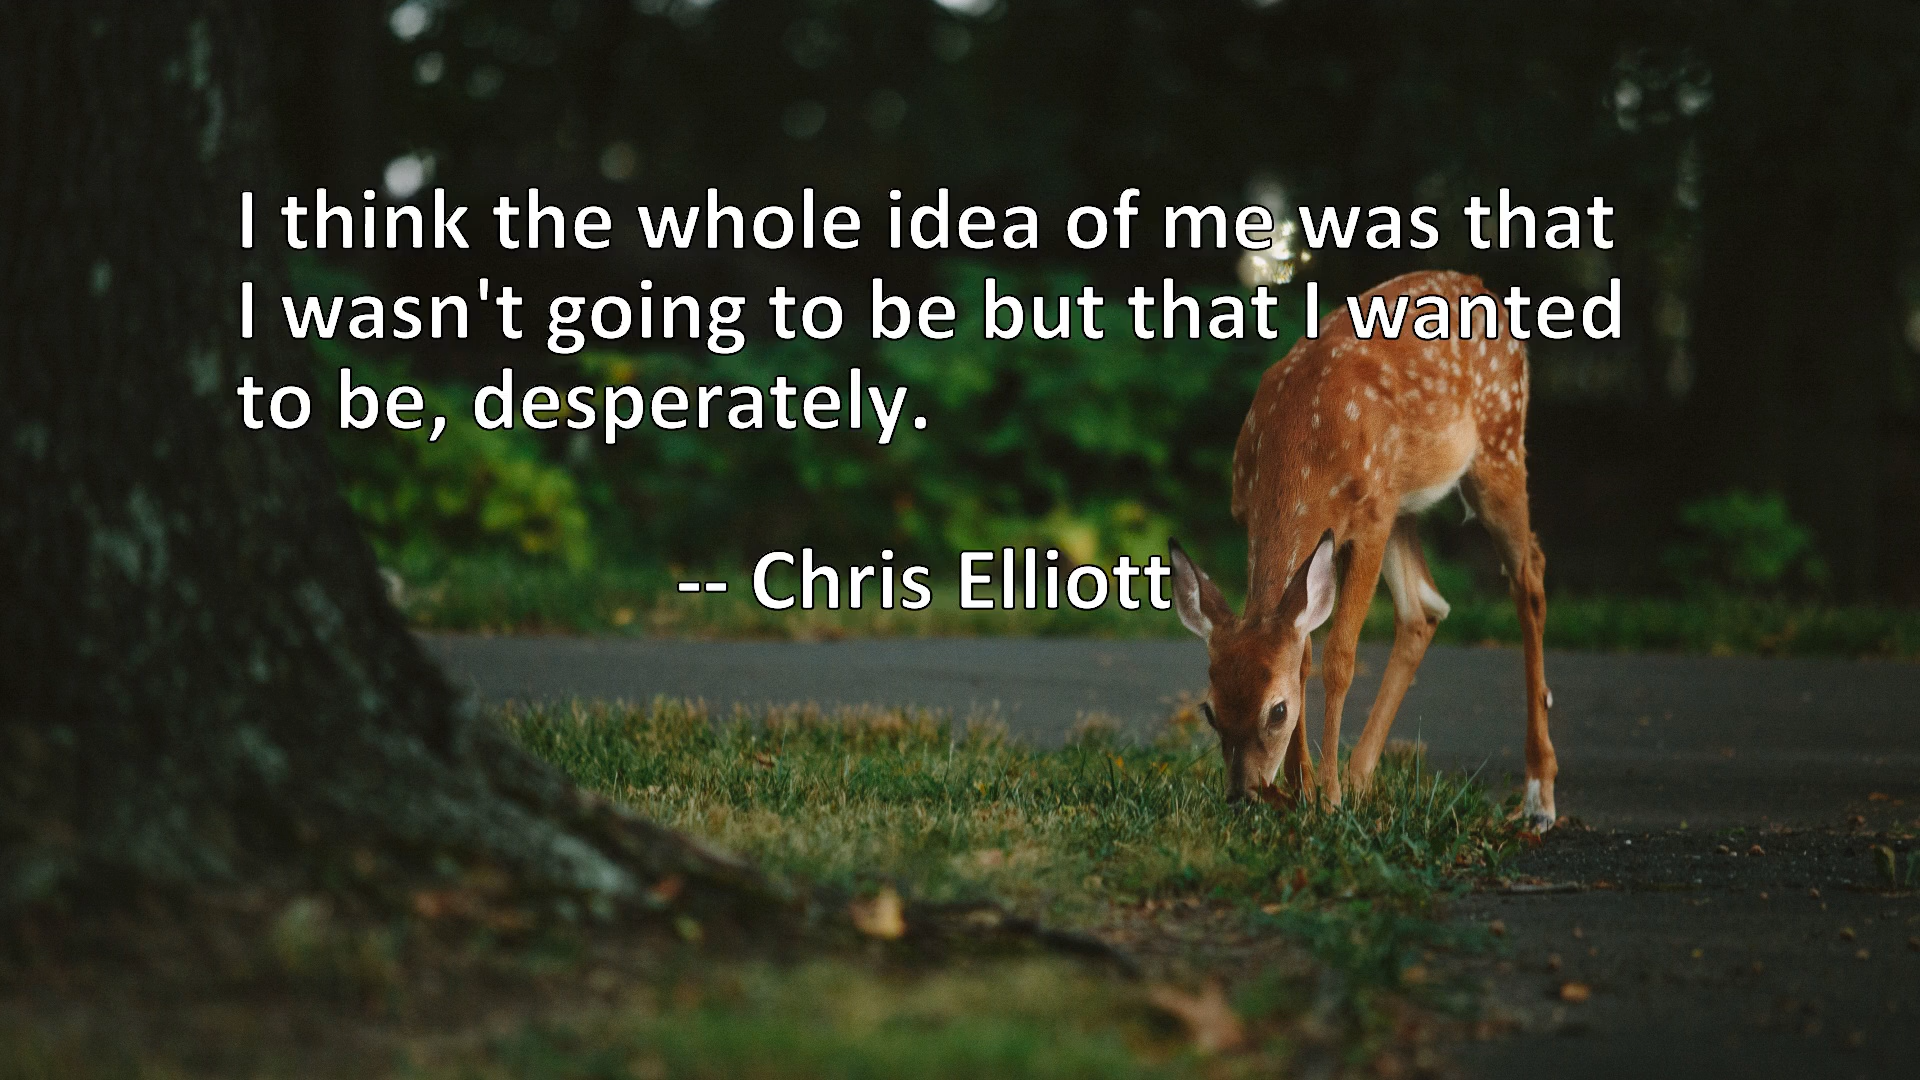 I think the whole idea of me was that
I wasn't going to be but that I wanted
to be, desperately.
-- Chris Elliott